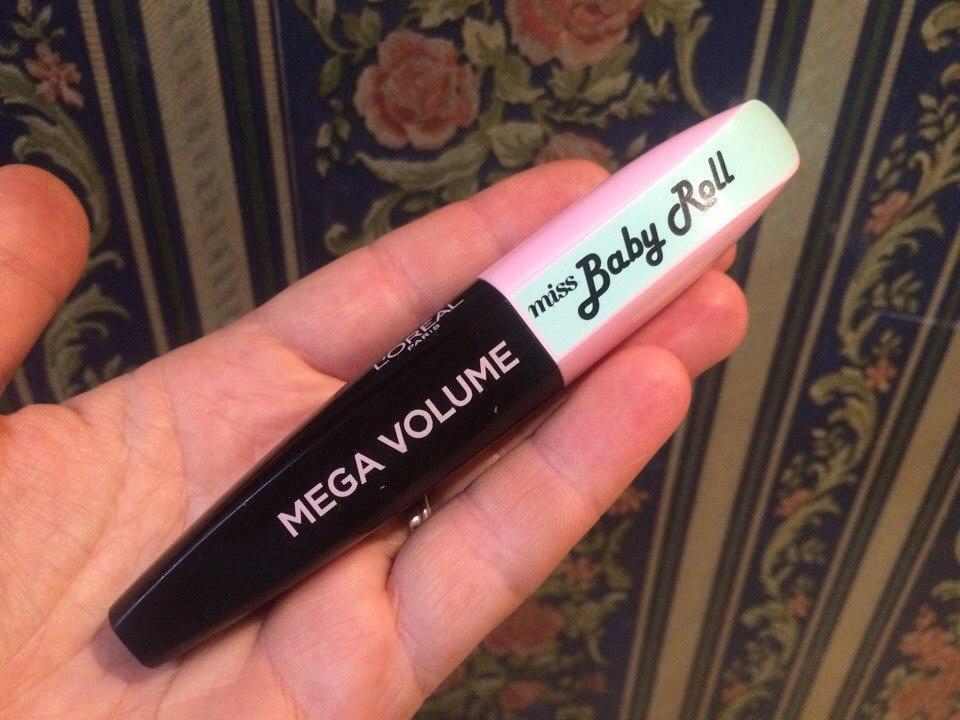 miss Baby Roll
L'ORÉAL
PARIS
MEGA VOLUME